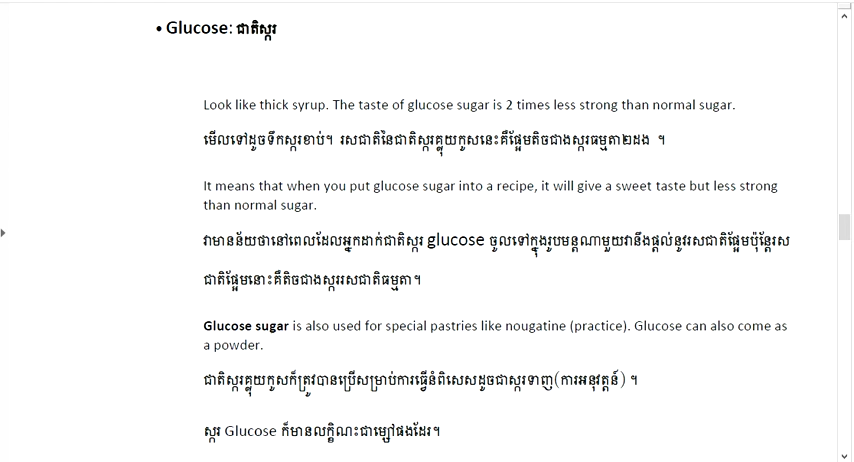 • Glucose: ជាតិស្ករ
Look like thick syrup. The taste of glucose sugar is 2 times less strong than normal sugar.
មើលទៅដូចទឹកស្ករខាប់។ រសជាតិនៃជាតិស្ករគ្លុយកូសនេះគឺផ្អែមតិចជាងស្ករធម្មតា២ដង ។
It means that when you put glucose sugar into a recipe, it will give a sweet taste but less strong
than normal sugar.
វាមានន័យថានៅពេលដែលអ្នកដាក់ជាតិស្ករ glucose ចូលទៅក្នុងរូបមន្តណាមួយវានឹងផ្តល់នូវរសជាតិផ្អែមប៉ុន្តែរស
ជាតិផ្អែមនោះគឺតិចជាងស្កររសជាតិធម្មតា។
Glucose sugar is also used for special pastries like nougatine (practice). Glucose can also come as
a powder.
ជាតិស្ករគ្លុយកូសក៏ត្រូវបានប្រើសម្រាប់ការធ្វើនំពិសេសដូចជាស្ករទាញ(ការអនុវត្តន៍) ។
ស្ករ Glucose ក៏មានលក្ខិណះជាម្សៅផងដែរ។